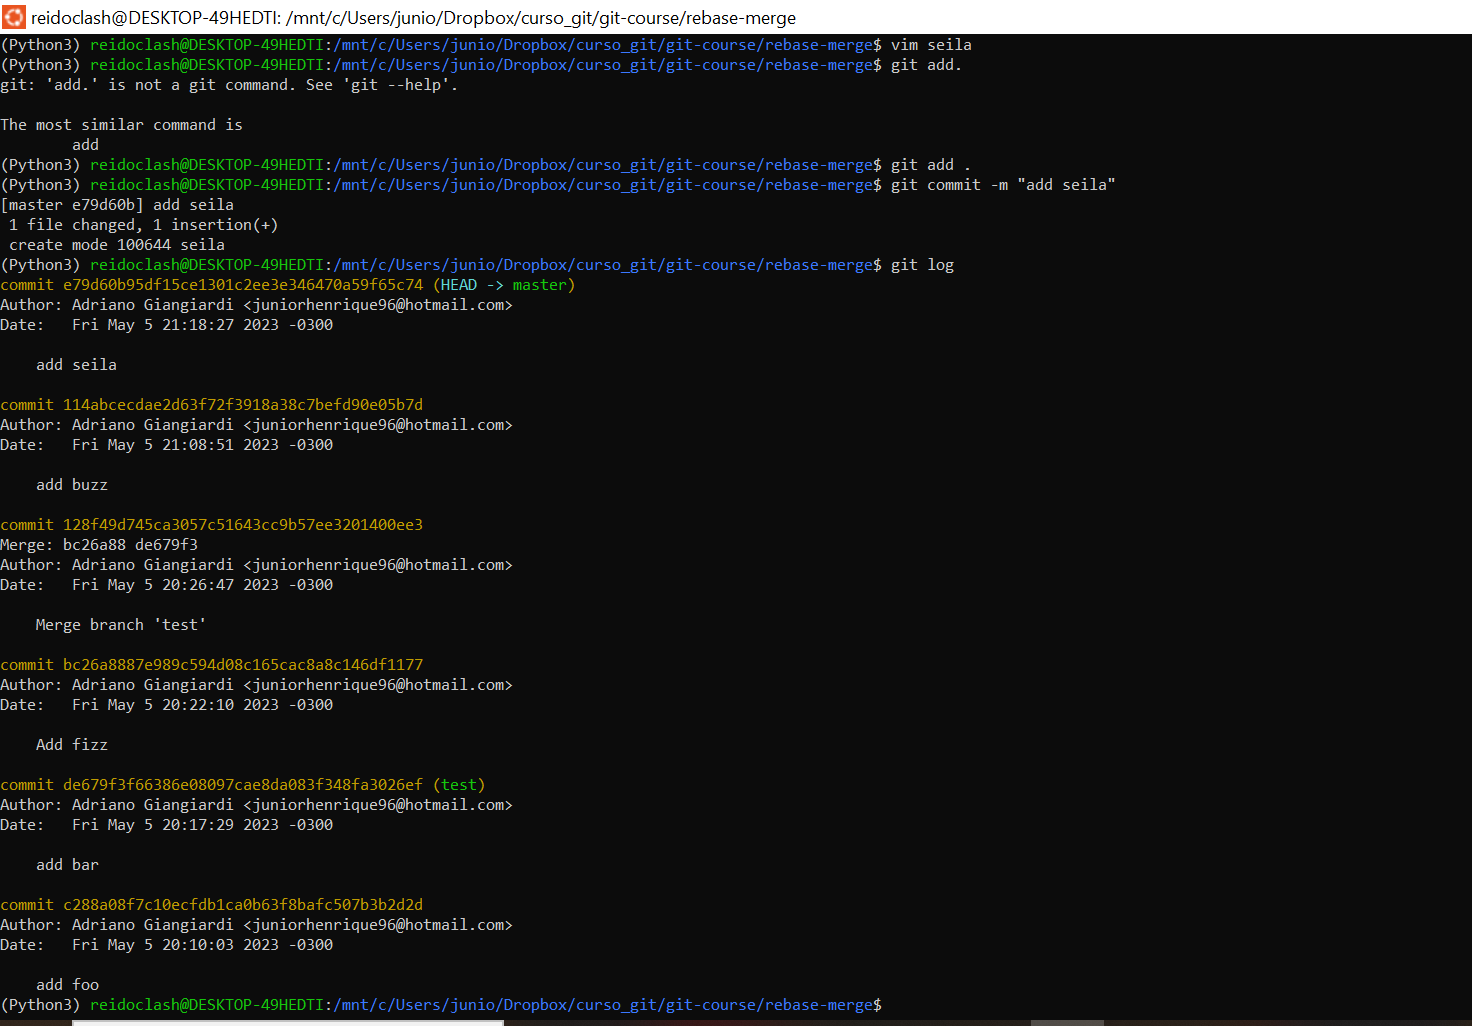 reidoclash@DESKTOP-49HEDTI: /mnt/c/Users/junio/Dropbox/curso_git/git-course/rebase-merge
(Python3) reidoclash@DESKTOP-49HEDTI:/mnt/c/Users/junio/Dropbox/curso_git/git-course/rebase-merge$ vim seila
(Python3) reidoclash@DESKTOP-49HEDTI:/mnt/c/Users/junio/Dropbox/curso_git/git-course/rebase-merge$ git add.
git: 'add.' is not a git command. See 'git --help'.

The most similar command is
        add
(Python3) reidoclash@DESKTOP-49HEDTI:/mnt/c/Users/junio/Dropbox/curso_git/git-course/rebase-merge$ git add .
(Python3) reidoclash@DESKTOP-49HEDTI:/mnt/c/Users/junio/Dropbox/curso_git/git-course/rebase-merge$ git commit -m "add seila"
[master e79d60b] add seila
 1 file changed, 1 insertion(+)
 create mode 100644 seila
(Python3) reidoclash@DESKTOP-49HEDTI:/mnt/c/Users/junio/Dropbox/curso_git/git-course/rebase-merge$ git log
commit e79d60b95df15ce1301c2ee3e346470a59f65c74 (HEAD -> master)
Author: Adriano Giangiardi <juniorhenrique96@hotmail.com>
Date:   Fri May 5 21:18:27 2023 -0300

    add seila

commit 114abcecdae2d63f72f3918a38c7befd90e05b7d
Author: Adriano Giangiardi <juniorhenrique96@hotmail.com>
Date:   Fri May 5 21:08:51 2023 -0300

    add buzz

commit 128f49d745ca3057c51643cc9b57ee3201400ee3
Merge: bc26a88 de679f3
Author: Adriano Giangiardi <juniorhenrique96@hotmail.com>
Date:   Fri May 5 20:26:47 2023 -0300

    Merge branch 'test'

commit bc26a8887e989c594d08c165cac8a8c146df1177
Author: Adriano Giangiardi <juniorhenrique96@hotmail.com>
Date:   Fri May 5 20:22:10 2023 -0300

    Add fizz

commit de679f3f66386e08097cae8da083f348fa3026ef (test)
Author: Adriano Giangiardi <juniorhenrique96@hotmail.com>
Date:   Fri May 5 20:17:29 2023 -0300

    add bar

commit c288a08f7c10ecfdb1ca0b63f8bafc507b3b2d2d
Author: Adriano Giangiardi <juniorhenrique96@hotmail.com>
Date:   Fri May 5 20:10:03 2023 -0300

    add foo
(Python3) reidoclash@DESKTOP-49HEDTI:/mnt/c/Users/junio/Dropbox/curso_git/git-course/rebase-merge$